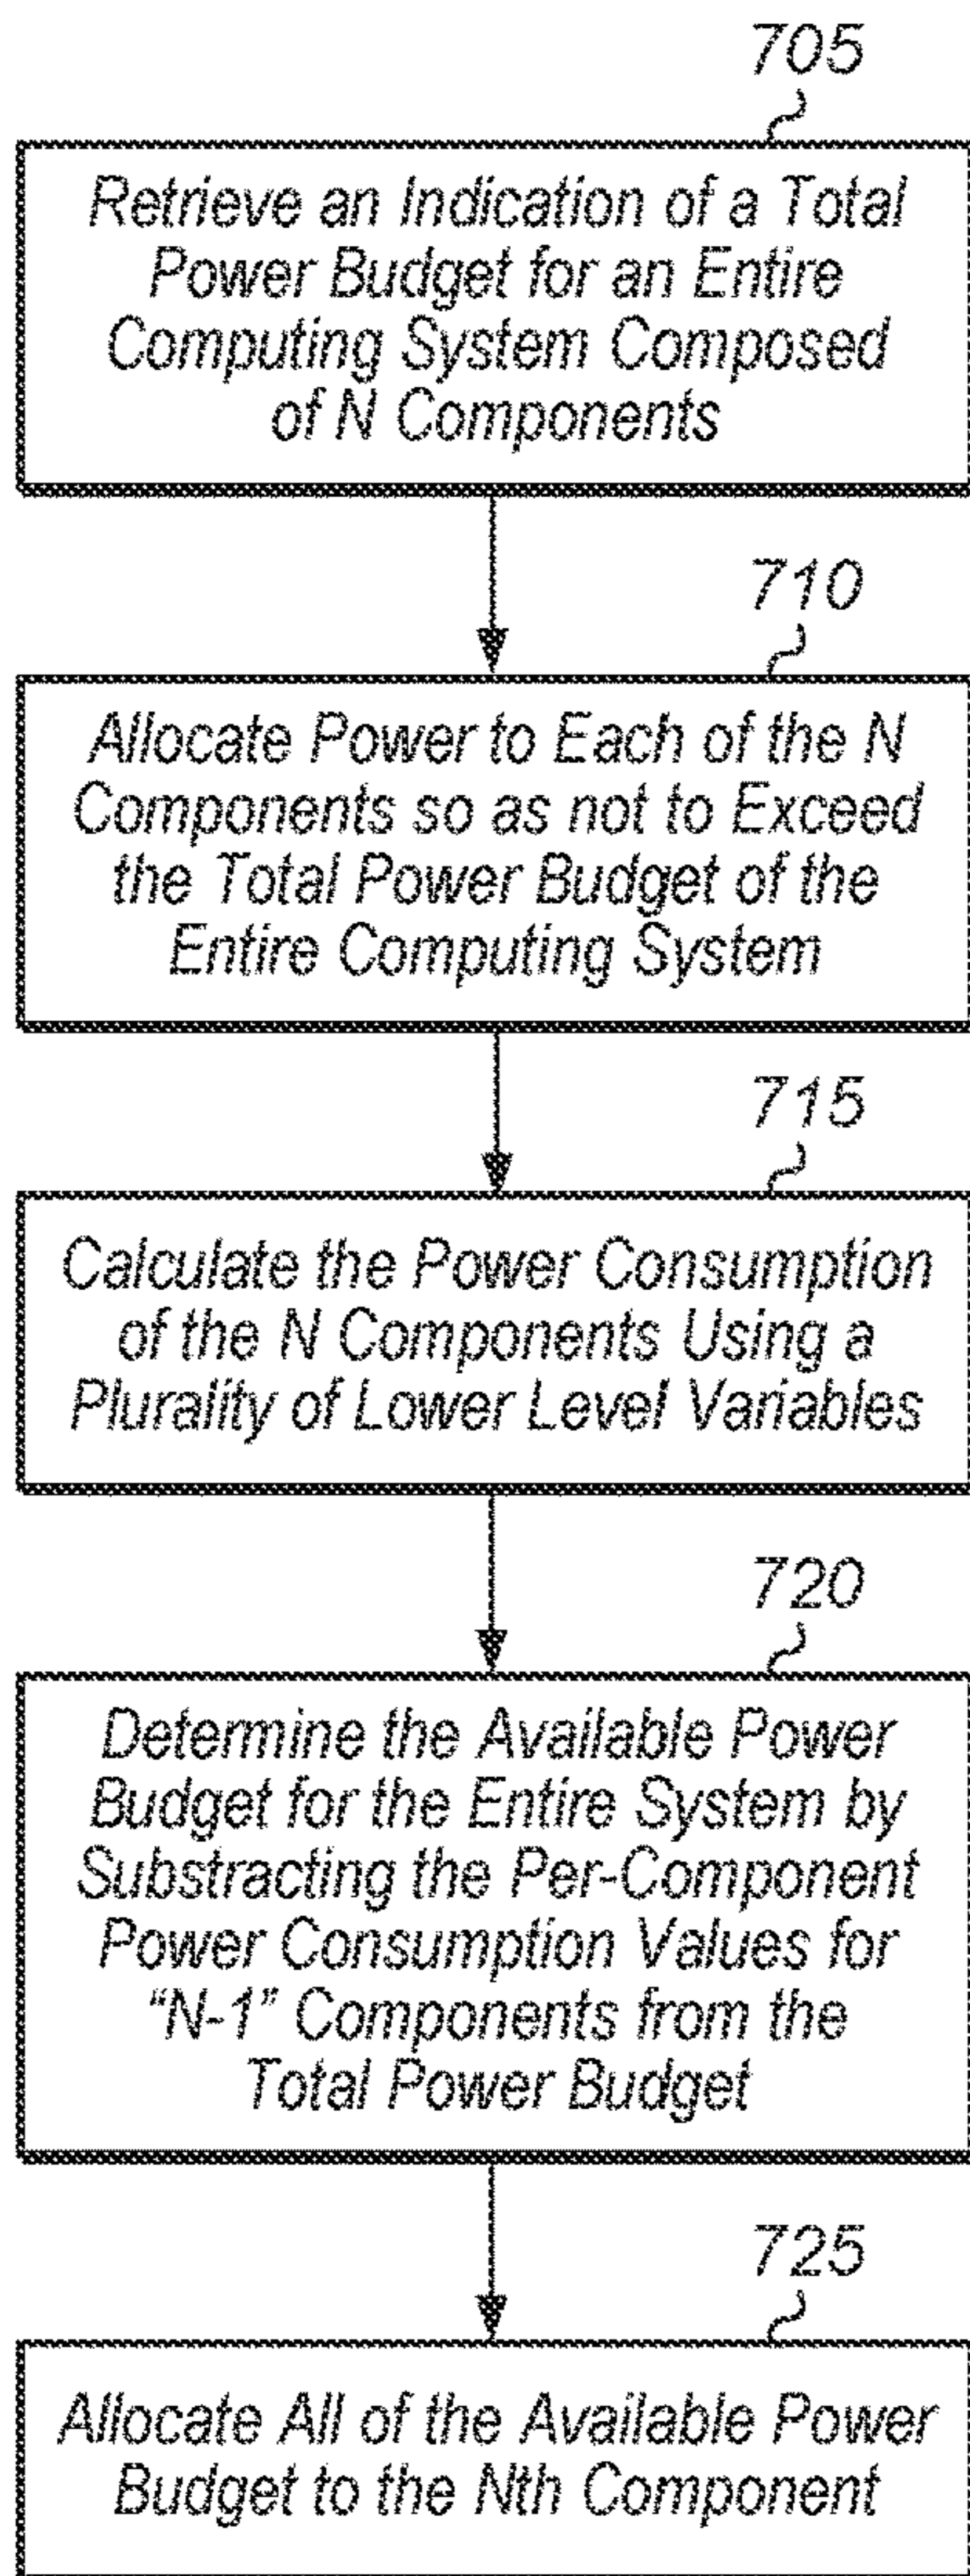 705
Retrieve an Indication of a Total
Power Budget for an Entire
Computing System Composed
of N Components
710
Allocate Power to Each of the N
Components so as not to Exceed
the Total Power Budget of the
Entire Computing System
715
Calculate the Power Consumption
of the N Components Using a
Plurality of Lower Level Variables
720
Determine the Available Power
Budget for the Entire System by
Substracting the Per-Component
Power Consumption Values for
“N-1” Components from the
Total Power Budget
725
Allocate All of the Available Power
Budget to the Nth Component